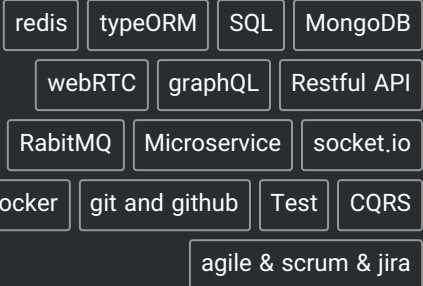 redis typeORM SQL MongoDB
webRTC graphQL Restful API
RabitMQ Microservice socket.io
ocker git and github Test CQRS
agile & scrum & jira